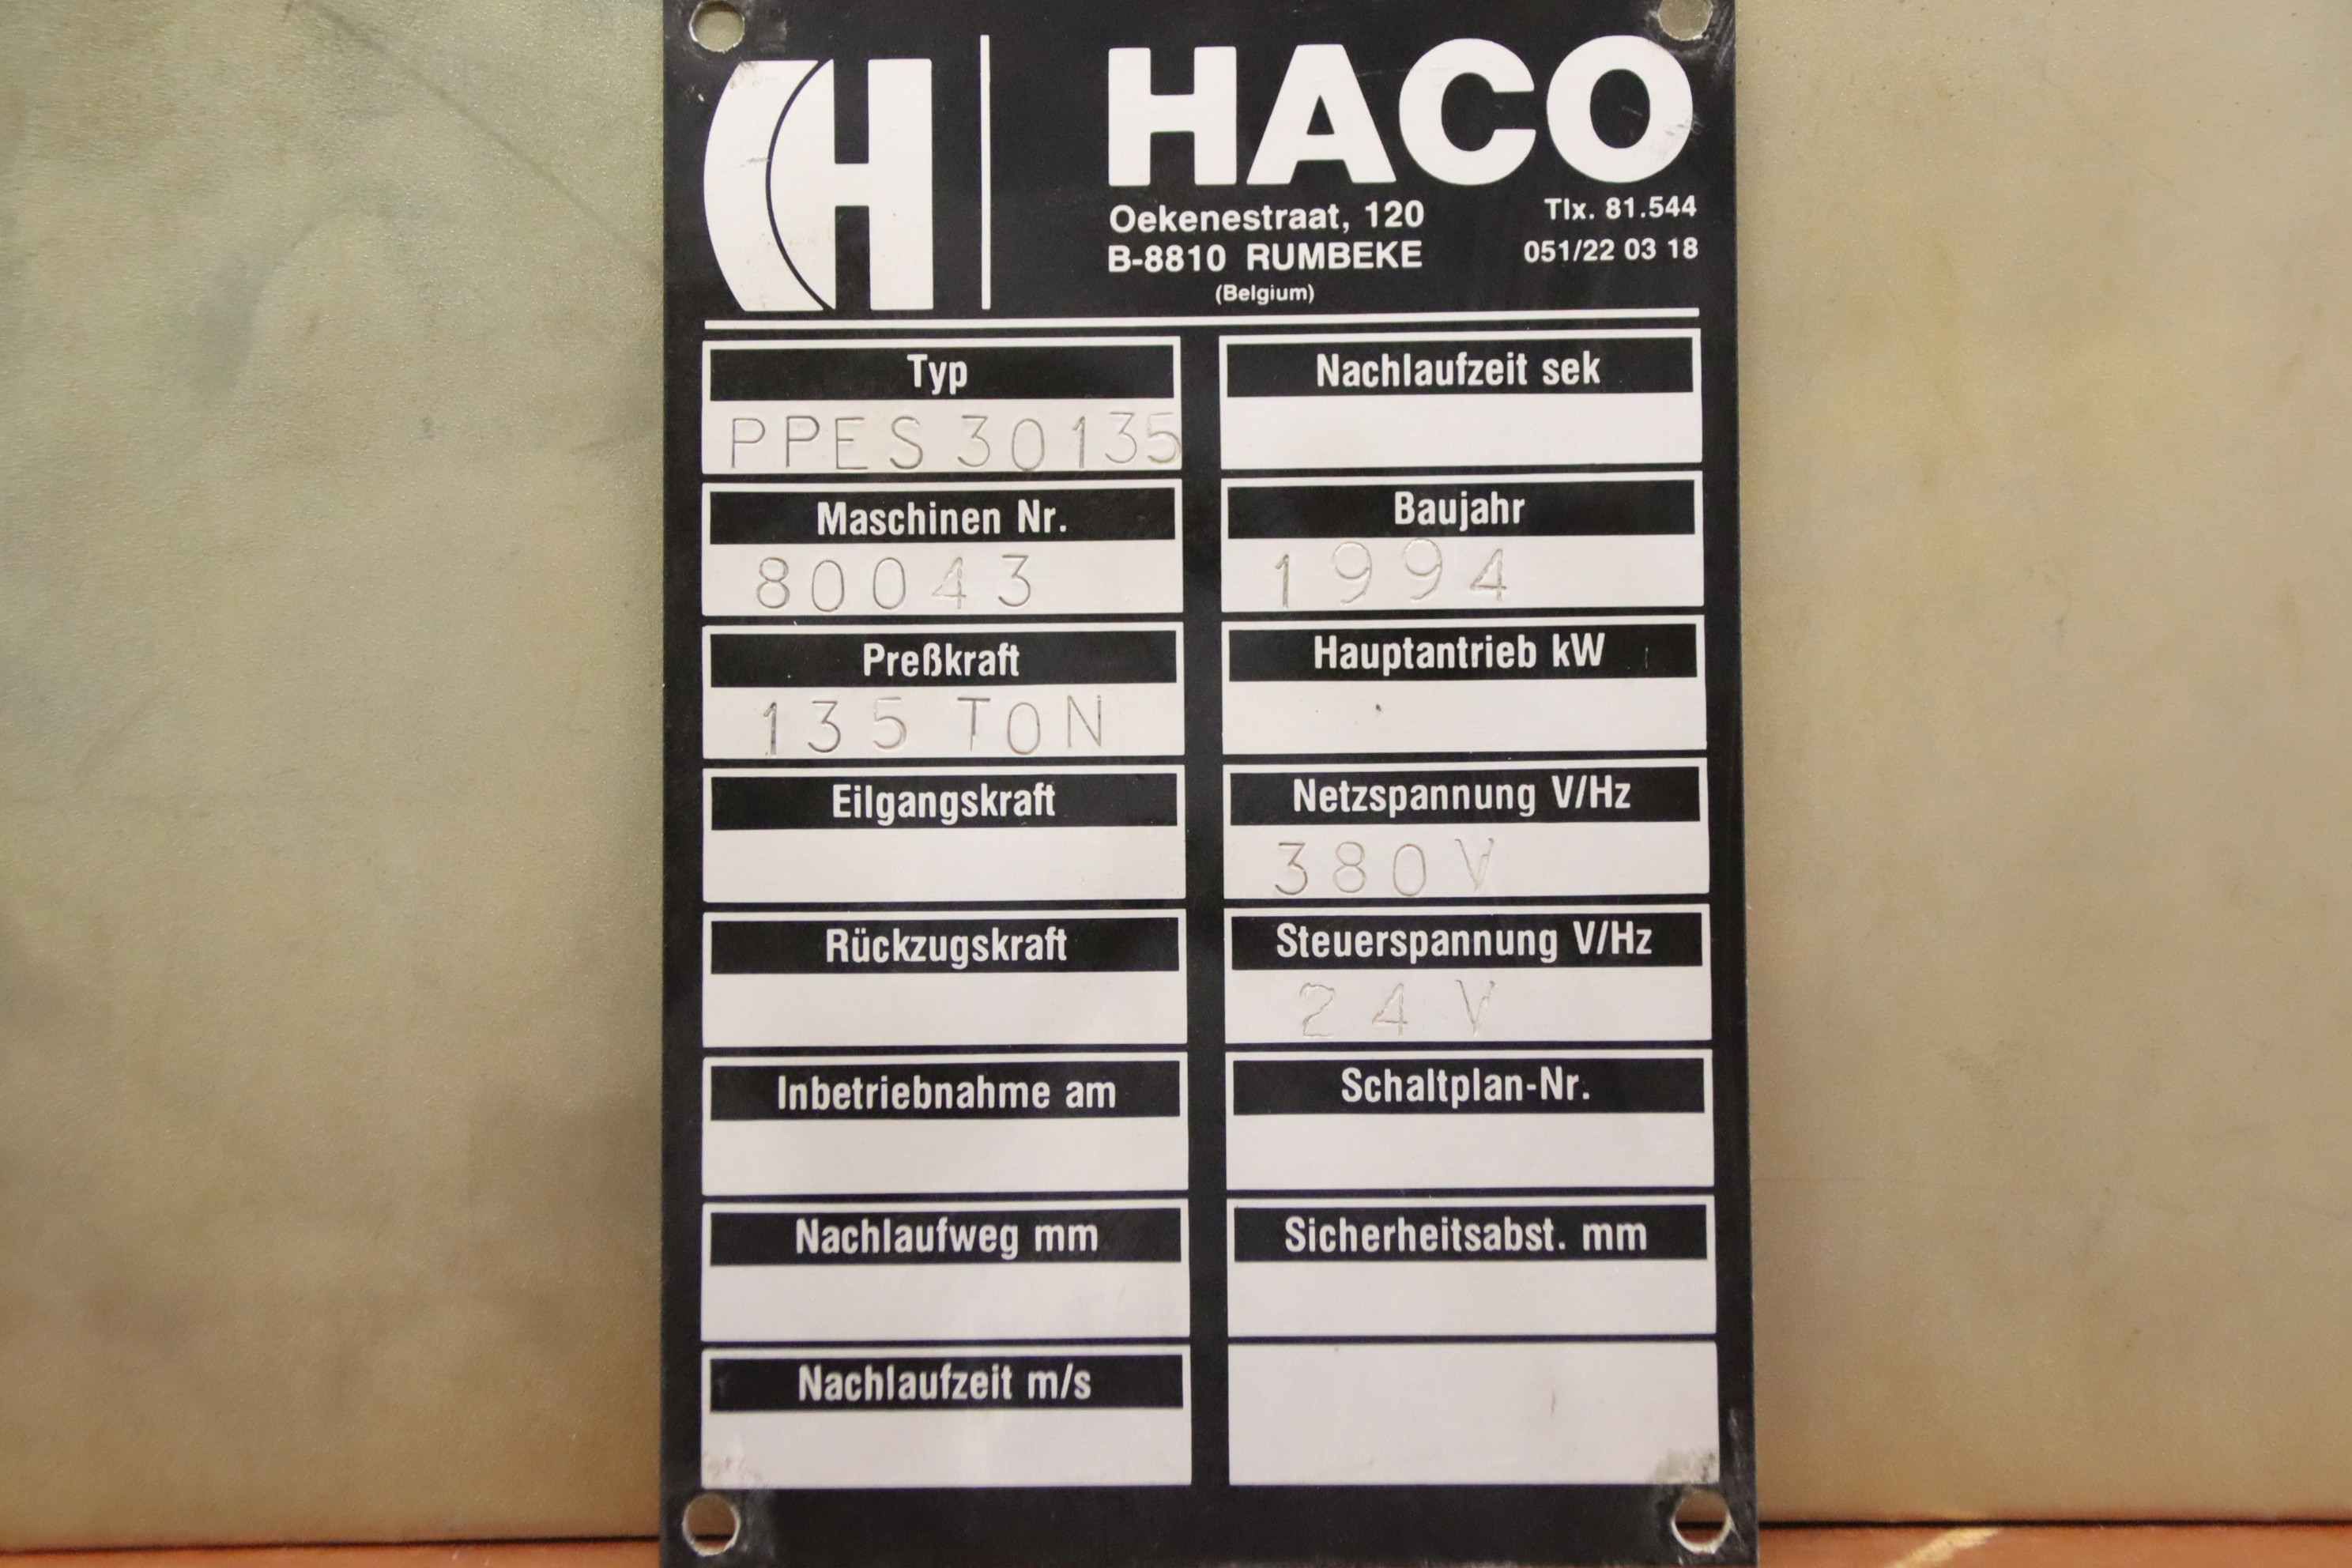 HACO
Oekenestraat, 120
B-8810 RUMBEKE
(Belgium)
Tlx. 81.544
051/22 03 18
Typ
PPES 30135
Nachlaufzeit sek
Maschinen Nr.
80043
Baujahr
1994
Preßkraft
135 TON
Hauptantrieb kW
Eilgangskraft
Netzspannung V/Hz
380V
Rückzugskraft
Steuerspannung V/Hz
24V
Inbetriebnahme am
Schaltplan-Nr.
Nachlaufweg mm
Sicherheitsabst. mm
Nachlaufzeit m/s